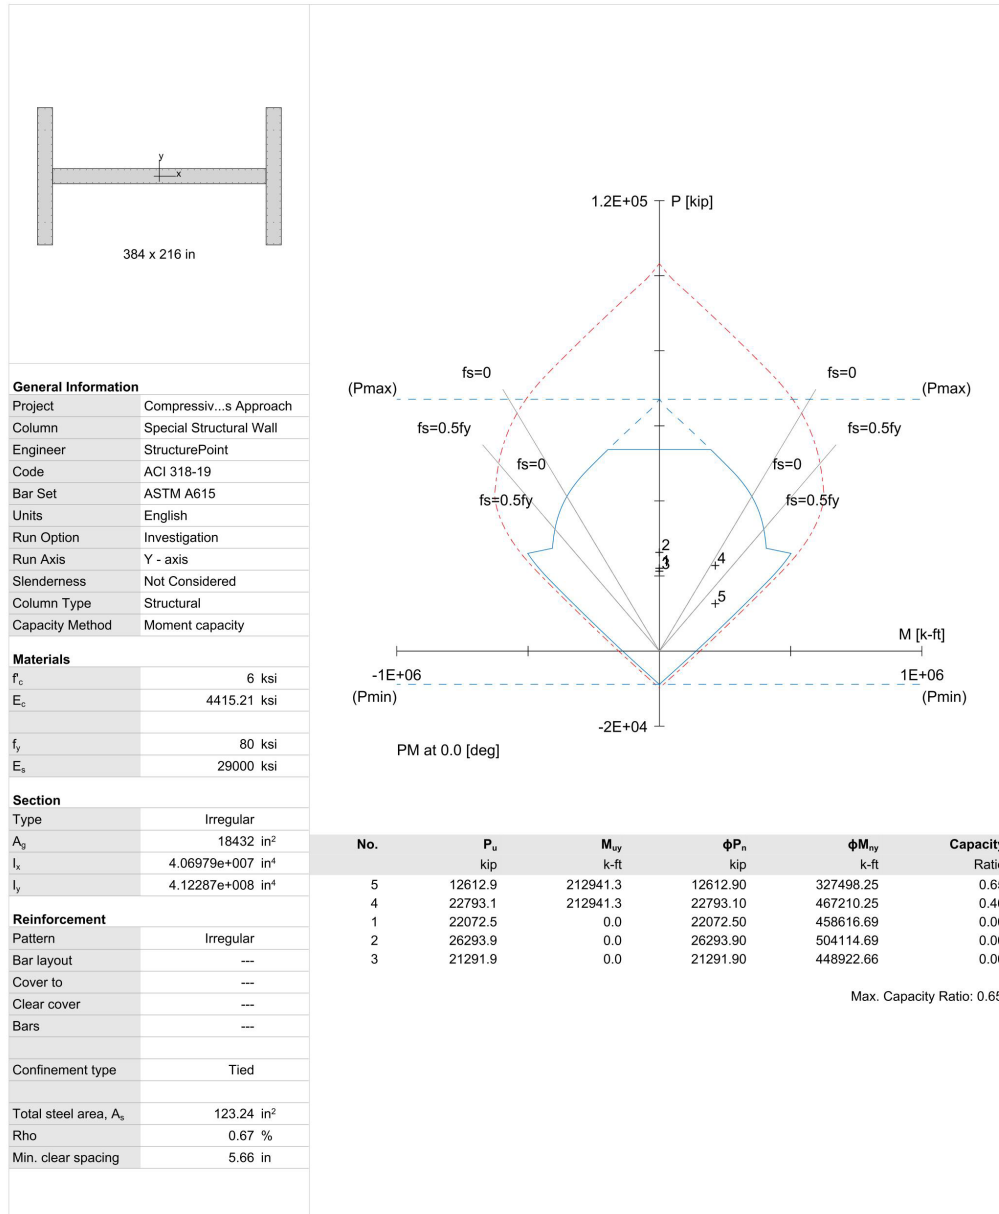 y
x
384 x 216 in
General Information
Project Compressiv...s Approach
Column Special Structural Wall
Engineer StructurePoint
Code ACI 318-19
Bar Set ASTM A615
Units English
Run Option Investigation
Run Axis Y - axis
Slenderness Not Considered
Column Type Structural
Capacity Method Moment capacity
Materials
f'c 6 ksi
Ec 4415.21 ksi
fy 80 ksi
Es 29000 ksi
Section
Type Irregular
Ag 18432 in²
Ix 4.06979e+007 in⁴
Iy 4.12287e+008 in⁴
Reinforcement
Pattern Irregular
Bar layout ---
Cover to ---
Clear cover ---
Bars ---
Confinement type Tied
Total steel area, As 123.24 in²
Rho 0.67 %
Min. clear spacing 5.66 in
1.2E+05 P [kip]
fs=0 fs=0
(Pmax) (Pmax)
fs=0.5fy fs=0.5fy
fs=0 fs=0
fs=0.5fy fs=0.5fy
2
1
3
4
5
M [k-ft]
-1E+06 1E+06
(Pmin) (Pmin)
-2E+04
PM at 0.0 [deg]
No. Pu Muy ϕPn ϕMny Capacity
kip k-ft kip k-ft
5 12612.9 212941.3 12612.90 327498.25
4 22793.1 212941.3 22793.10 467210.25
1 22072.5 0.0 22072.50 458616.69
2 26293.9 0.0 26293.90 504114.69
3 21291.9 0.0 21291.90 448922.66
Max. Capacity Ratio: 0.65